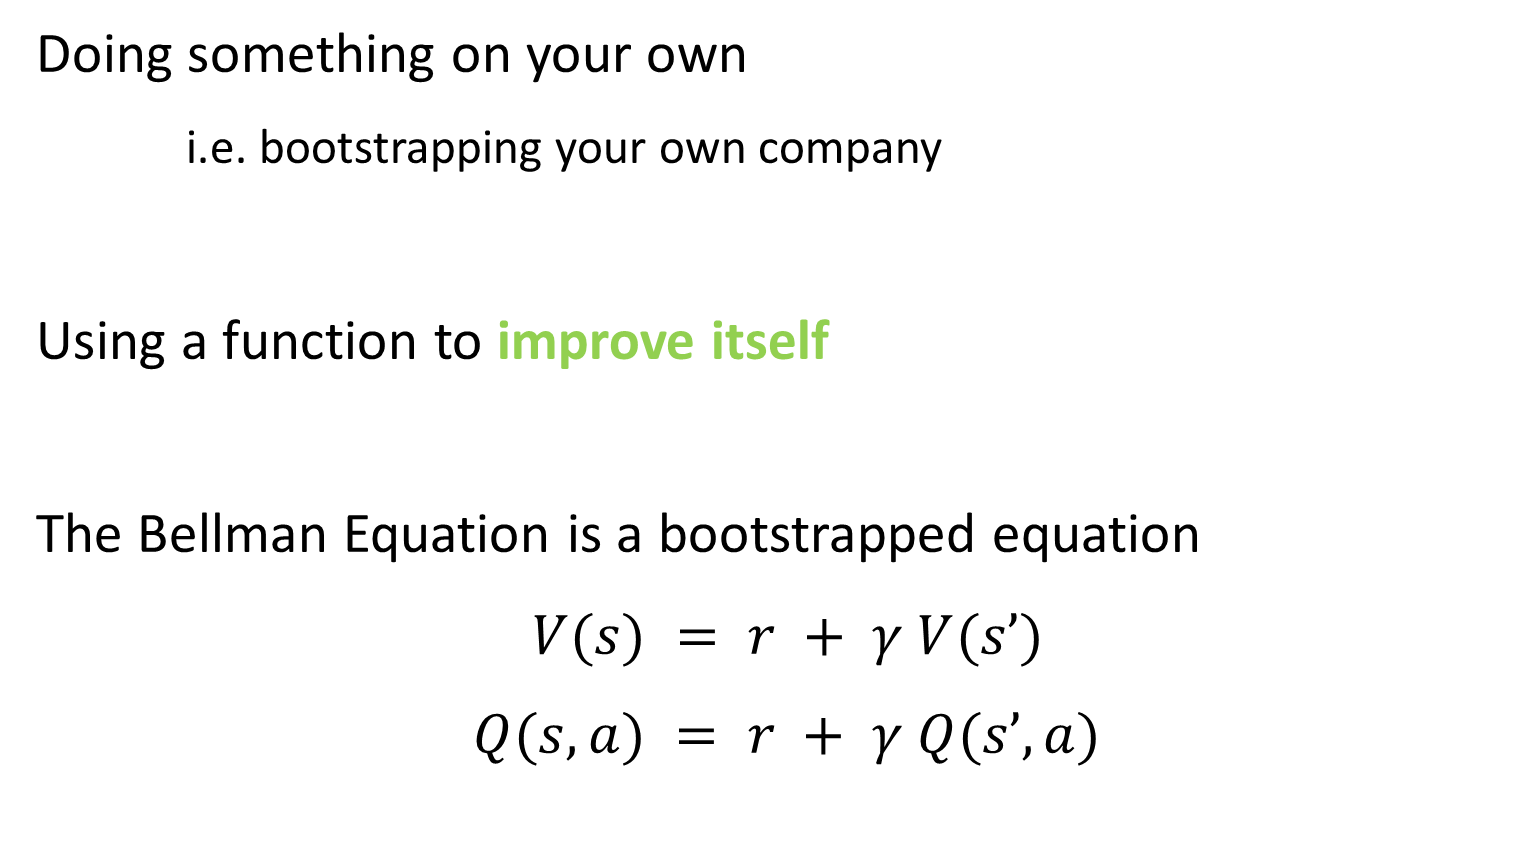 Doing something on your own
i.e. bootstrapping your own company
Using a function to improve itself
The Bellman Equation is a bootstrapped equation
V(s) = r + γ V(s’)
Q(s, a) = r + γ Q(s’, a)